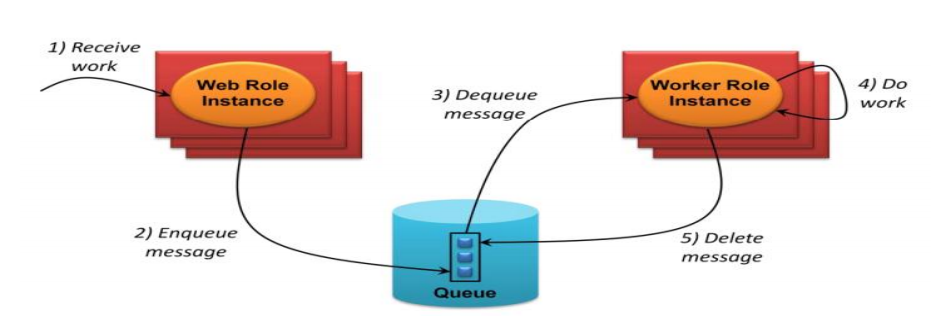 1) Receive
work
Web Role
Instance
2) Enqueue
message
3) Dequeue
message
Worker Role
Instance
4) Do
work
5) Delete
message
Queue